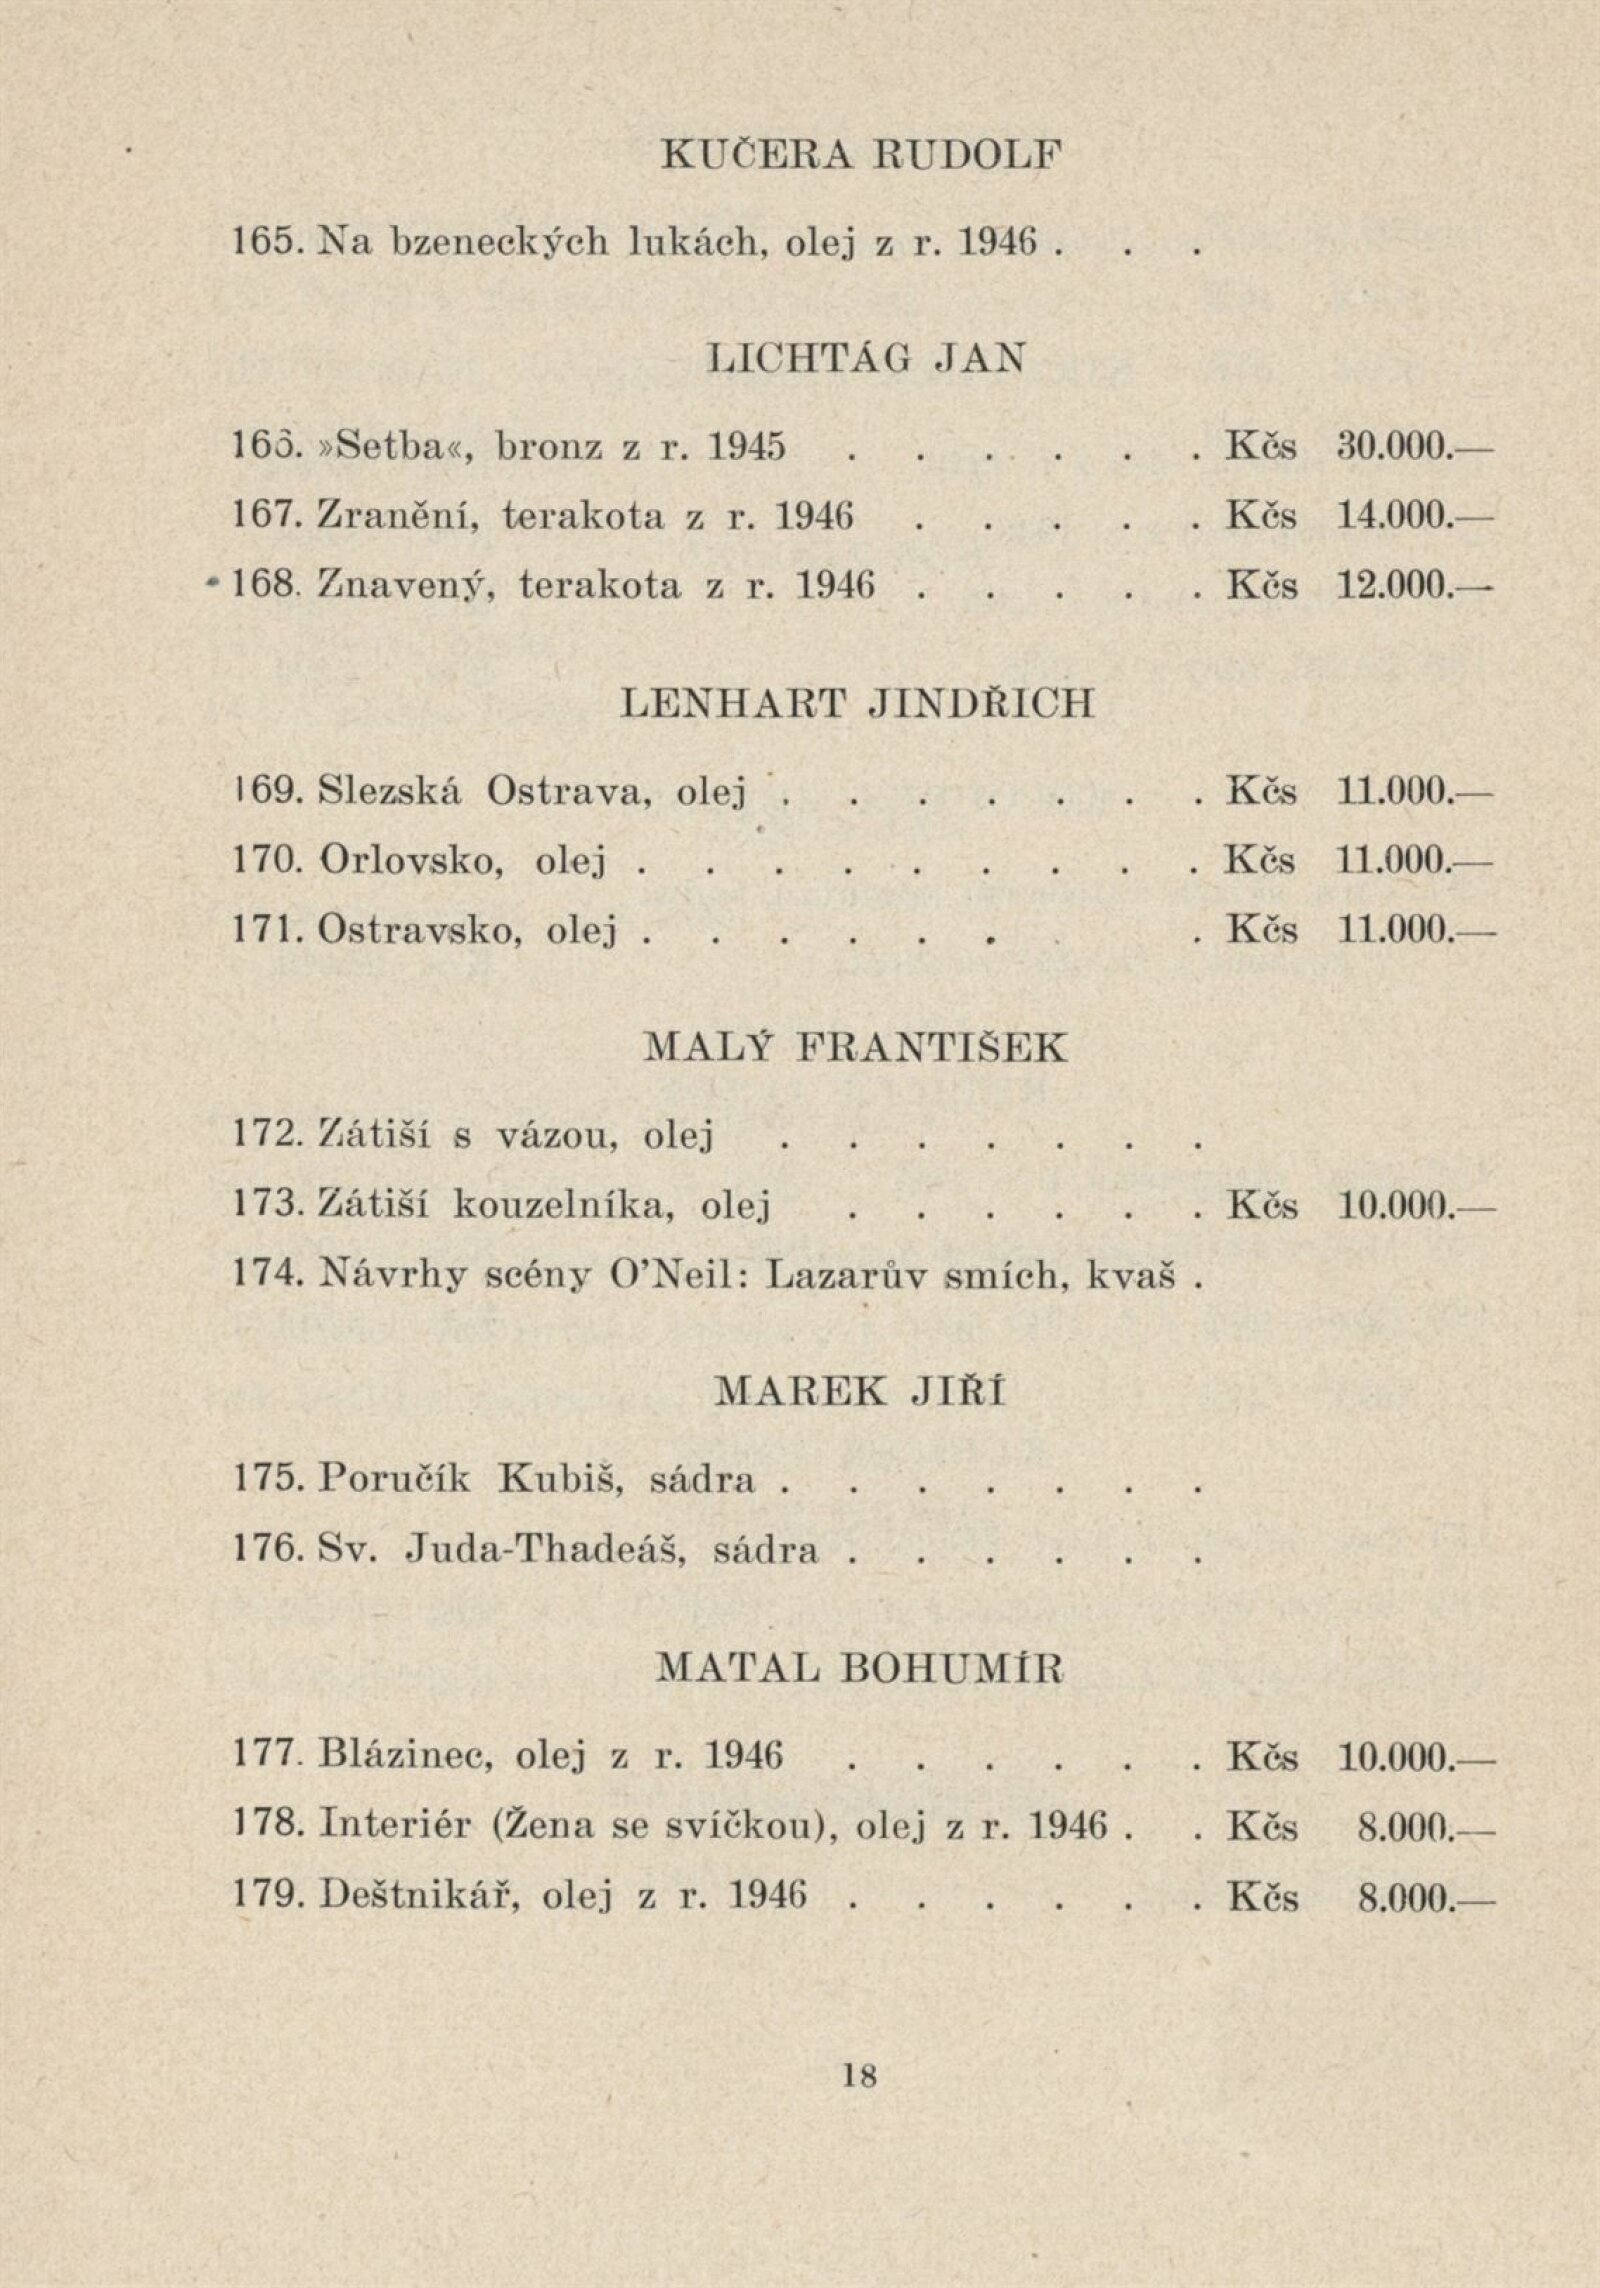 KUČERA RUDOLF
165. Na bzeneckých lukách, olej z r. 1946 . . .
LICHTÁG JAN
166. »Setba«, bronz z r. 1945 . . . . . . Kčs 30.000.—
167. Zranění, terakota z r. 1946 . . . . . Kčs 14.000.—
168. Znavený, terakota z r. 1946 . . . . . Kčs 12.000.—
LENHART JINDŘICH
169. Slezská Ostrava, olej . . . . . . . Kčs 11.000.—
170. Orlovsko, olej . . . . . . . . . Kčs 11.000.—
171. Ostravsko, olej . . . . . . . Kčs 11.000.—
MALÝ FRANTIŠEK
172. Zátiší s vázou, olej . . . . . . .
173. Zátiší kouzelníka, olej . . . . . . Kčs 10.000.—
174. Návrhy scény O’Neil: Lazarův smích, kvaš .
MAREK JIŘÍ
175. Poručík Kubiš, sádra . . . . . . .
176. Sv. Juda-Thadeáš, sádra . . . . . .
MATAL BOHUMÍR
177. Blázinec, olej z r. 1946 . . . . . . Kčs 10.000.—
178. Interiér (Žena se svíčkou), olej z r. 1946 . . Kčs 8.000.—
179. Deštnikář, olej z r. 1946 . . . . . . Kčs 8.000.—
18